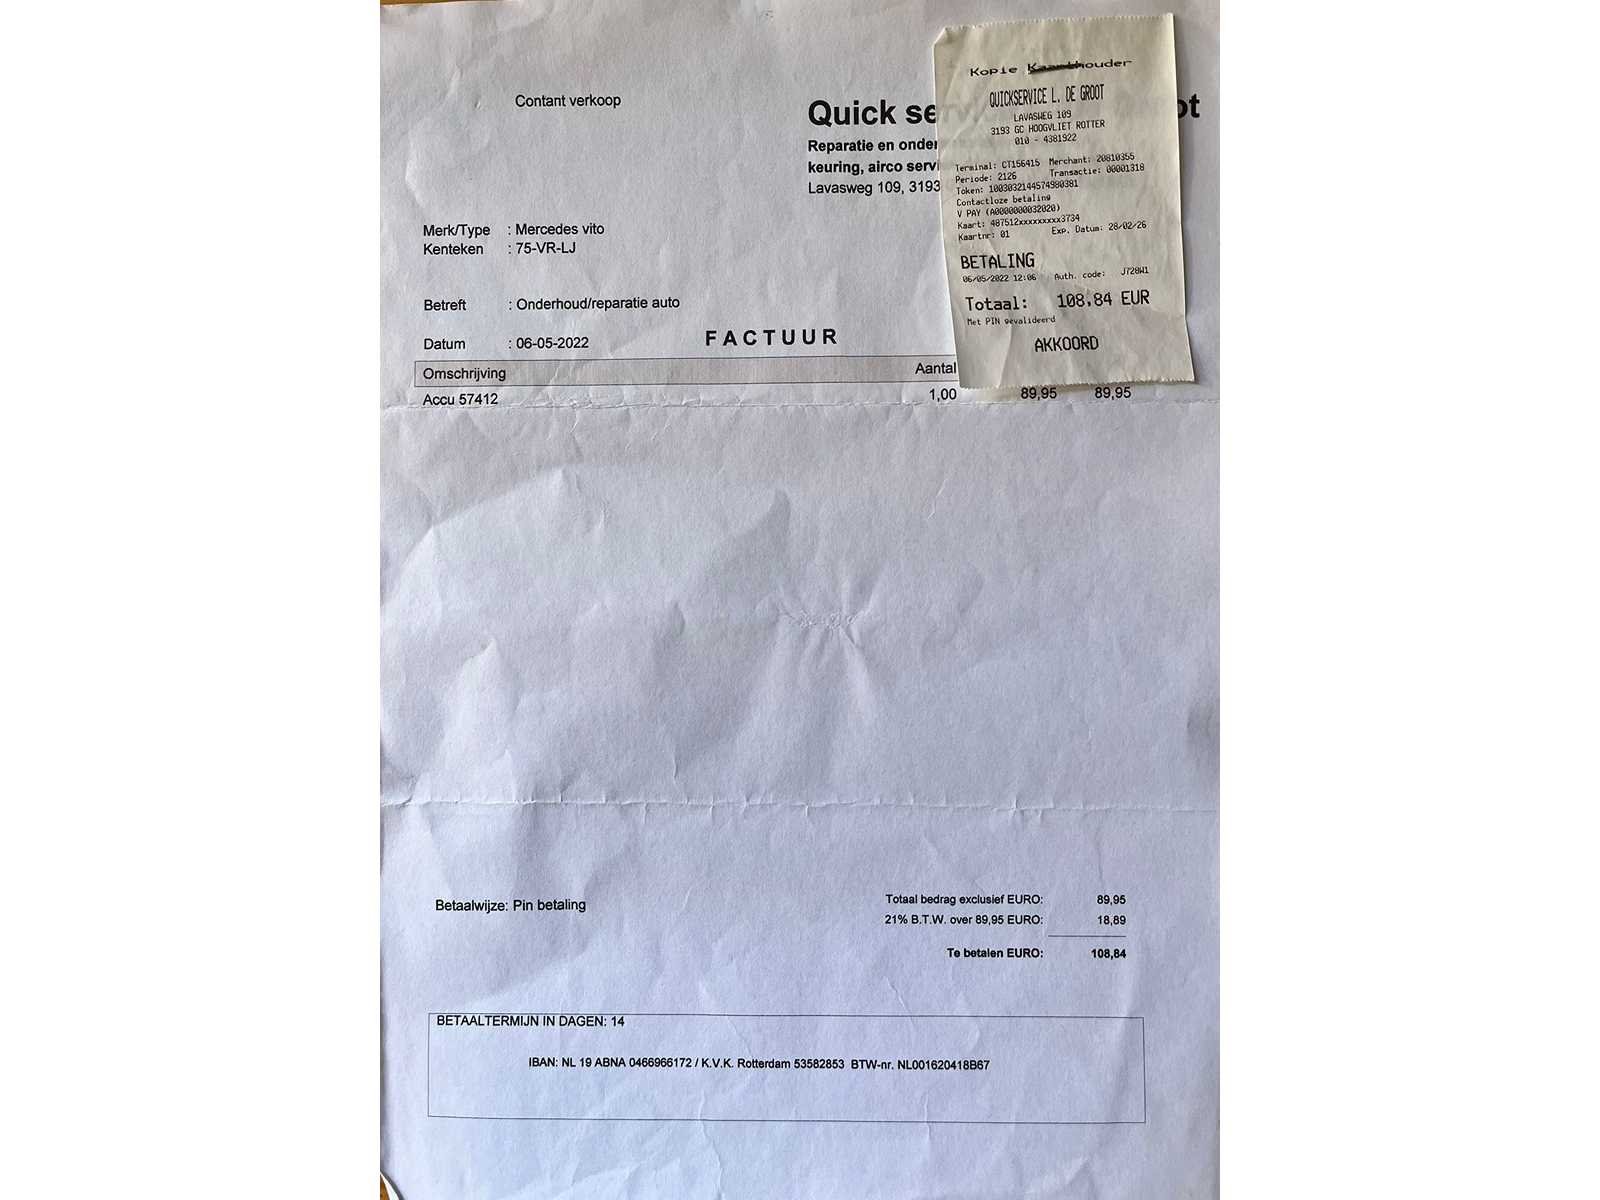 Contant verkoop
Quick se
ot
Reparatie en onder
keuring, airco servi
Lavasweg 109, 3193
Merk/Type : Mercedes vito
Kenteken : 75-VR-LJ
Betreft : Onderhoud/reparatie auto
Datum : 06-05-2022
FACTUUR
Omschrijving Aantal
Accu 57412 1,00 89,95 89,95
Kopie Kaarthouder
QUICKSERVICE L. DE GROOT
LAVASWEG 109
3193 GC HOOGVLIET ROTTER
010 - 4381922
Terminal: CT156415 Merchant: 20810355
Periode: 2126 Transactie: 00001318
Token: 1003032144574980381
Contactloze betaling
V PAY (A0000000032020)
Kaart: 487512xxxxxxxxx3734
Kaartnr: 01 Exp. Datum: 28/02/26
BETALING
06/05/2022 12:06 Auth. code: J728W1
Totaal: 108.84 EUR
Met PIN gevalideerd
AKKOORD
Betaalwijze: Pin betaling
Totaal bedrag exclusief EURO: 89,95
21% B.T.W. over 89,95 EURO: 18,89
Te betalen EURO: 108,84
BETAALTERMIJN IN DAGEN: 14
IBAN: NL 19 ABNA 0466966172 / K.V.K. Rotterdam 53582853 BTW-nr. NL001620418B67